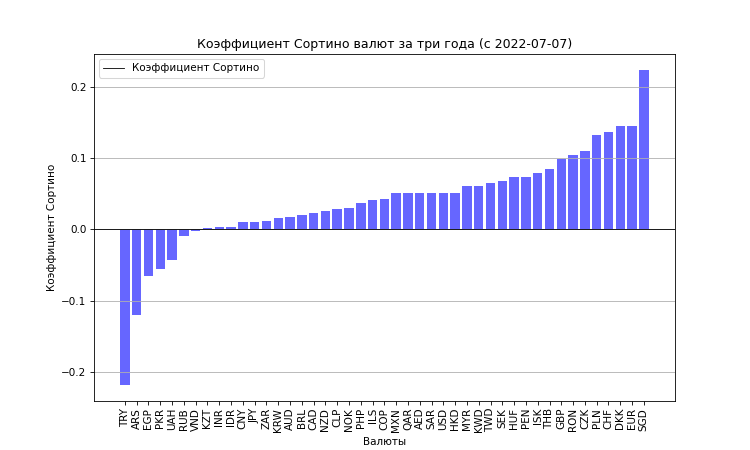 Коэффициент Сортино валют за три года (с 2022-07-07)
Коэффициент Сортино
0.2
0.1
0.0
−0.1
−0.2
Коэффициент Сортино
TRY
ARS
EGP
PKR
UAH
RUB
VND
KZT
INR
IDR
CNY
JPY
ZAR
KRW
AUD
BRL
CAD
NZD
CLP
NOK
PHP
ILS
COP
MXN
QAR
AED
SAR
USD
HKD
MYR
KWD
TWD
SEK
HUF
PEN
ISK
THB
GBP
RON
CZK
PLN
CHF
DKK
EUR
SGD
Валюты